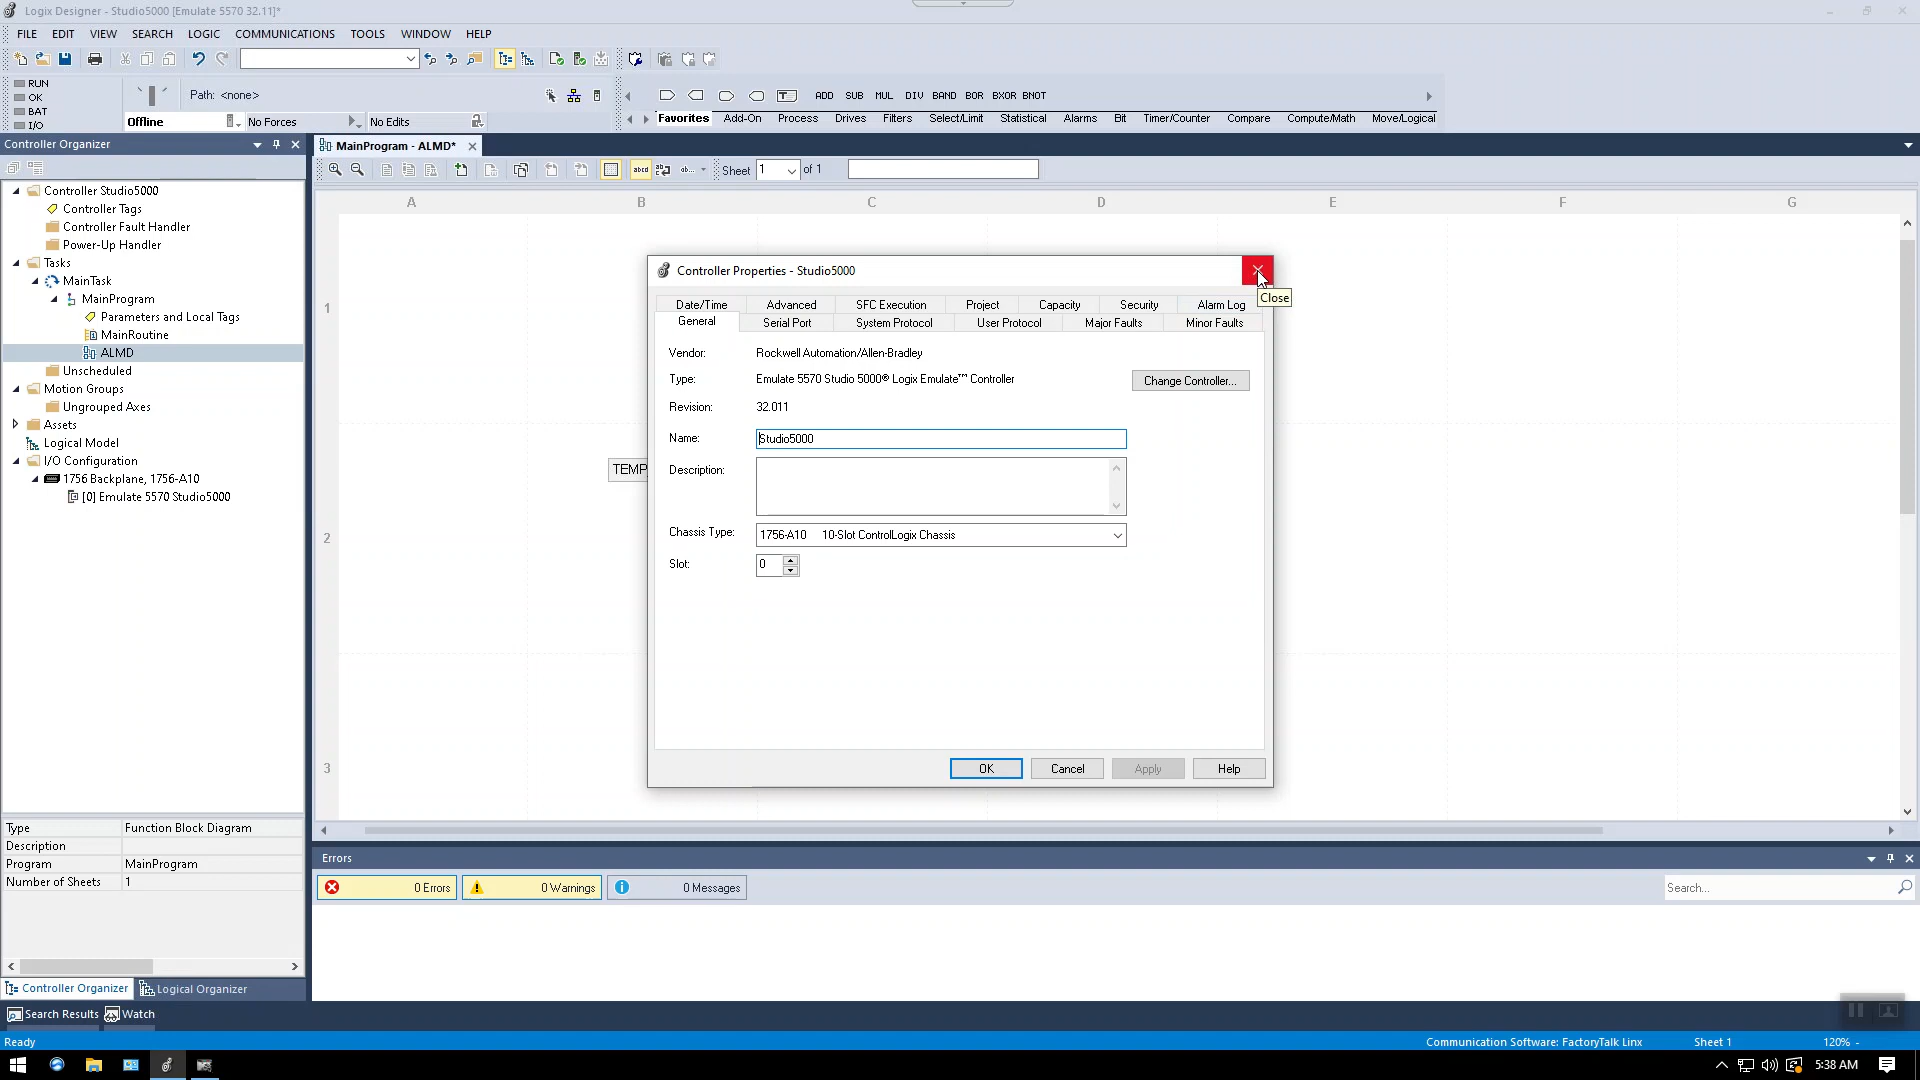 Logix Designer - Studio5000 [Emulate 5570 32.11]*
FILE EDIT VIEW SEARCH LOGIC COMMUNICATIONS TOOLS WINDOW HELP
RUN
OK
BAT
I/O
Path: <none>
Offline No Forces No Edits
ADD SUB MUL DIV BAND BOR BXOR BNOT
Favorites Add-On Process Drives Filters Select/Limit Statistical Alarms Bit Timer/Counter Compare Compute/Math Move/Logical
Controller Organizer
MainProgram - ALMD*
abcd ab... Sheet 1 of 1
Controller Studio5000
Controller Tags
Controller Fault Handler
Power-Up Handler
Tasks
MainTask
MainProgram
Parameters and Local Tags
MainRoutine
ALMD
Unscheduled
Motion Groups
Ungrouped Axes
Assets
Logical Model
I/O Configuration
1756 Backplane, 1756-A10
[0] Emulate 5570 Studio5000
A B C D E F G
1
2
3
TEMP
Controller Properties - Studio5000
Close
Date/Time Advanced SFC Execution Project Capacity Security Alarm Log
General Serial Port System Protocol User Protocol Major Faults Minor Faults
Vendor: Rockwell Automation/Allen-Bradley
Type: Emulate 5570 Studio 5000® Logix Emulate™ Controller
Change Controller...
Revision: 32.011
Name: Studio5000
Description:
Chassis Type: 1756-A10 10-Slot ControlLogix Chassis
Slot: 0
OK Cancel Apply Help
Type Function Block Diagram
Description
Program MainProgram
Number of Sheets 1
Controller Organizer Logical Organizer
Errors
0 Errors 0 Warnings 0 Messages
Search...
Search Results Watch
Ready
Communication Software: FactoryTalk Linx Sheet 1 120%
5:38 AM